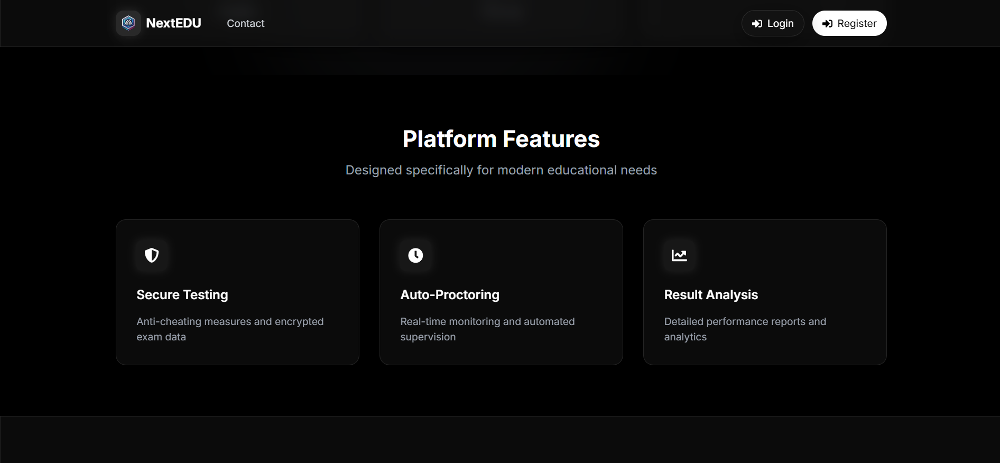 NextEDU
Contact
Login
Register
Platform Features
Designed specifically for modern educational needs
Secure Testing
Anti-cheating measures and encrypted
exam data
Auto-Proctoring
Real-time monitoring and automated
supervision
Result Analysis
Detailed performance reports and
analytics